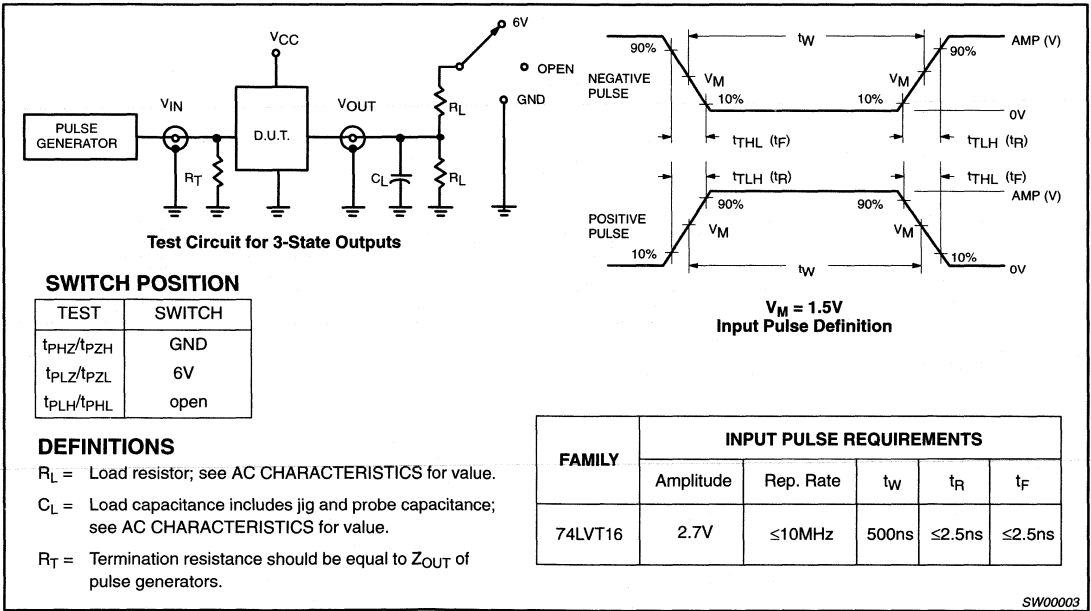 6V
VCC
OPEN
VIN
VOUT
RL
GND
PULSE
GENERATOR
D.U.T.
RT
CL
RL
Test Circuit for 3-State Outputs
tW
AMP (V)
90%
90%
NEGATIVE
PULSE
VM
VM
10%
10%
0V
tTHL (tF)
tTLH (tR)
tTLH (tR)
tTHL (tF)
AMP (V)
90%
90%
POSITIVE
PULSE
VM
VM
10%
10%
tW
0V
VM = 1.5V
Input Pulse Definition
SWITCH POSITION
TEST SWITCH
tPHZ/tPZH GND
tPLZ/tPZL 6V
tPLH/tPHL open
DEFINITIONS
RL = Load resistor; see AC CHARACTERISTICS for value.
CL = Load capacitance includes jig and probe capacitance;
see AC CHARACTERISTICS for value.
RT = Termination resistance should be equal to ZOUT of
pulse generators.
FAMILY INPUT PULSE REQUIREMENTS
Amplitude Rep. Rate tW tR tF
74LVT16 2.7V ≤10MHz 500ns ≤2.5ns ≤2.5ns
SW00003